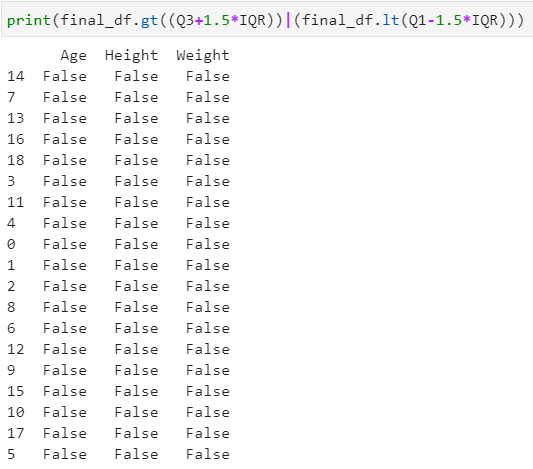 print(final_df.gt((Q3+1.5*IQR))|(final_df.lt(Q1-1.5*IQR)))
      Age  Height  Weight
14  False   False   False
7   False   False   False
13  False   False   False
16  False   False   False
18  False   False   False
3   False   False   False
11  False   False   False
4   False   False   False
0   False   False   False
1   False   False   False
2   False   False   False
8   False   False   False
6   False   False   False
12  False   False   False
9   False   False   False
15  False   False   False
10  False   False   False
17  False   False   False
5   False   False   False